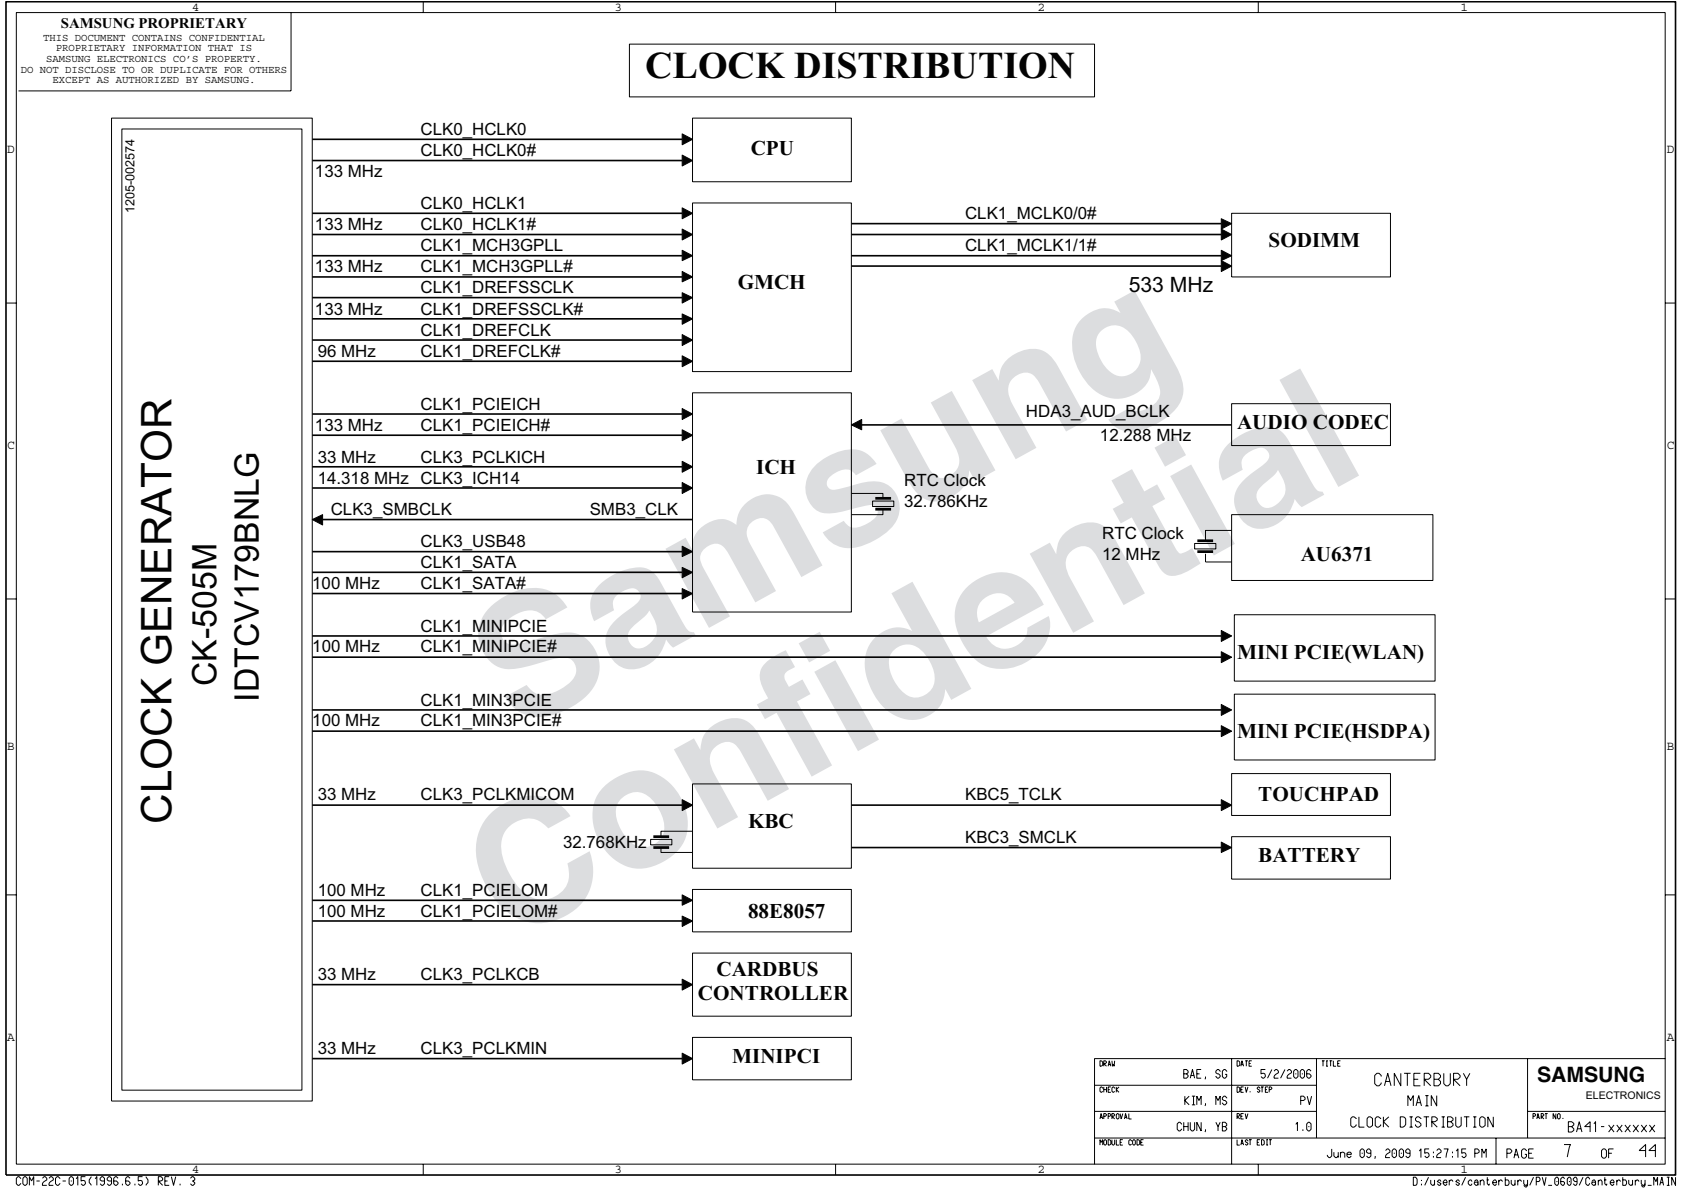 4 3 2 1
SAMSUNG PROPRIETARY
THIS DOCUMENT CONTAINS CONFIDENTIAL
PROPRIETARY INFORMATION THAT IS
SAMSUNG ELECTRONICS CO'S PROPERTY.
DO NOT DISCLOSE TO OR DUPLICATE FOR OTHERS
EXCEPT AS AUTHORIZED BY SAMSUNG.
CLOCK DISTRIBUTION
D D
C C
B B
A A
1205-002574
CLOCK GENERATOR
CK-505M
IDTCV179BNLG
CLK0_HCLK0
CLK0_HCLK0#
133 MHz
CPU
CLK0_HCLK1
133 MHz CLK0_HCLK1#
CLK1_MCH3GPLL
133 MHz CLK1_MCH3GPLL#
CLK1_DREFSSCLK
133 MHz CLK1_DREFSSCLK#
CLK1_DREFCLK
96 MHz CLK1_DREFCLK#
GMCH
CLK1_MCLK0/0#
CLK1_MCLK1/1#
533 MHz
SODIMM
CLK1_PCIEICH
133 MHz CLK1_PCIEICH#
33 MHz CLK3_PCLKICH
14.318 MHz CLK3_ICH14
CLK3_SMBCLK SMB3_CLK
CLK3_USB48
CLK1_SATA
100 MHz CLK1_SATA#
ICH
HDA3_AUD_BCLK
12.288 MHz
AUDIO CODEC
RTC Clock
32.786KHz
RTC Clock
12 MHz
AU6371
CLK1_MINIPCIE
100 MHz CLK1_MINIPCIE#
MINI PCIE(WLAN)
CLK1_MIN3PCIE
100 MHz CLK1_MIN3PCIE#
MINI PCIE(HSDPA)
33 MHz CLK3_PCLKMICOM
32.768KHz
KBC
KBC5_TCLK
TOUCHPAD
KBC3_SMCLK
BATTERY
100 MHz CLK1_PCIELOM
100 MHz CLK1_PCIELOM#
88E8057
33 MHz CLK3_PCLKCB
CARDBUS
CONTROLLER
33 MHz CLK3_PCLKMIN
MINIPCI
Samsung
Confidential
DRAW BAE, SG DATE 5/2/2006 TITLE
CHECK KIM, MS DEV. STEP PV
APPROVAL CHUN, YB REV 1.0
MODULE CODE LAST EDIT June 09, 2009 15:27:15 PM PAGE 7 OF 44
CANTERBURY
MAIN
CLOCK DISTRIBUTION
SAMSUNG
ELECTRONICS
PART NO. BA41-xxxxxx
4 3 2 1
COM-22C-015(1996.6.5) REV. 3
D:/users/canterbury/PV_0609/Canterbury_MAIN